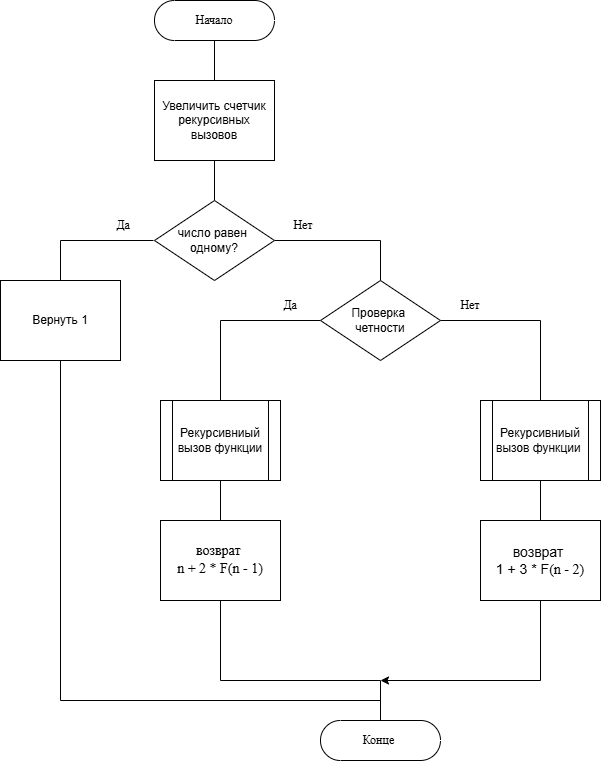 Начало
Увеличить счетчик
рекурсивных
вызовов
Да
Нет
число равен
одному?
Вернуть 1
Да
Нет
Проверка
четности
Рекурсивниый
вызов функции
Рекурсивниый
вызов функции
возврат
n + 2 * F(n - 1)
возврат
1 + 3 * F(n - 2)
Конце